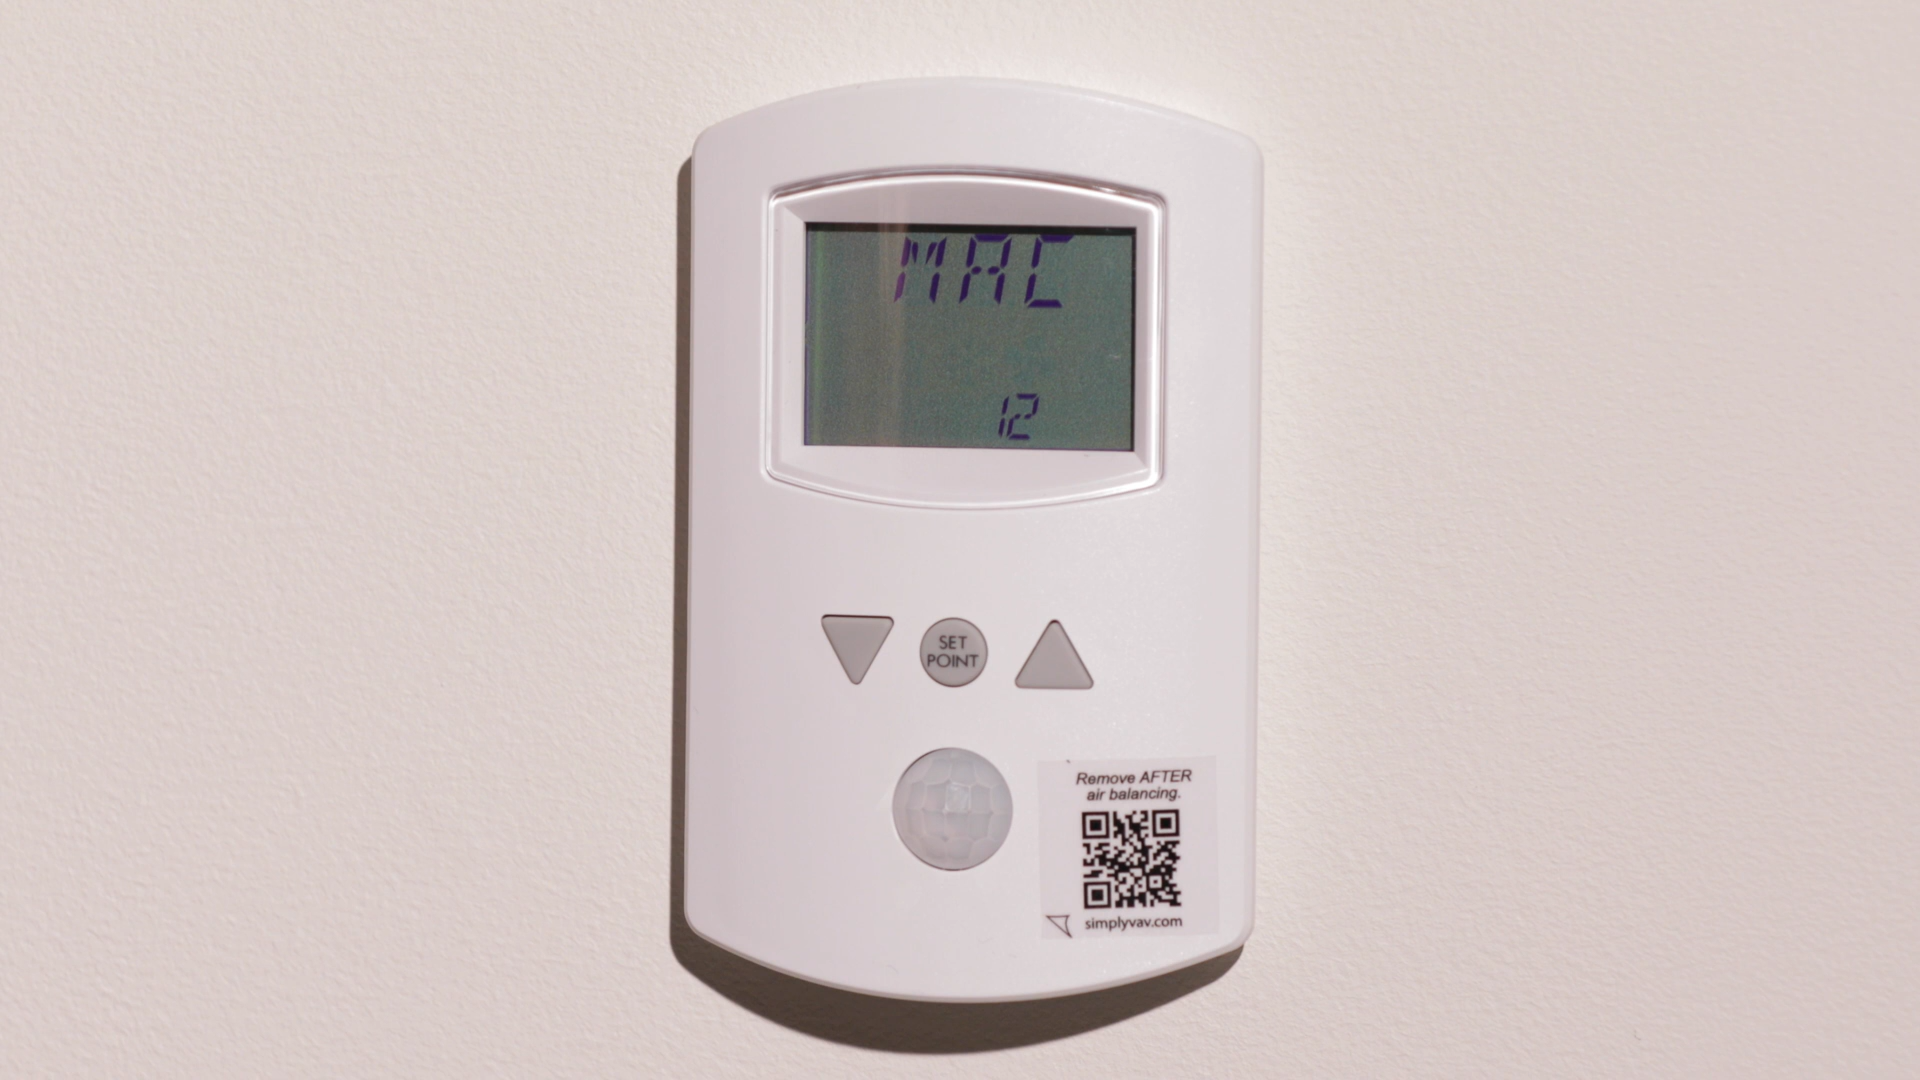 MAC
12
SET
POINT
Remove AFTER
air balancing.
simplyvav.com